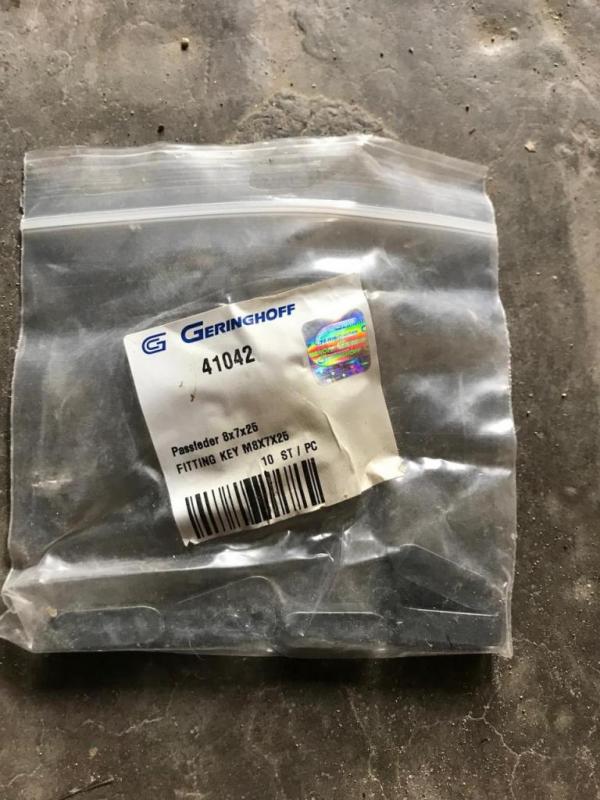 GERINGHOFF
41042
Passfeder 8x7x25
FITTING KEY M8X7X25
10 ST / PC